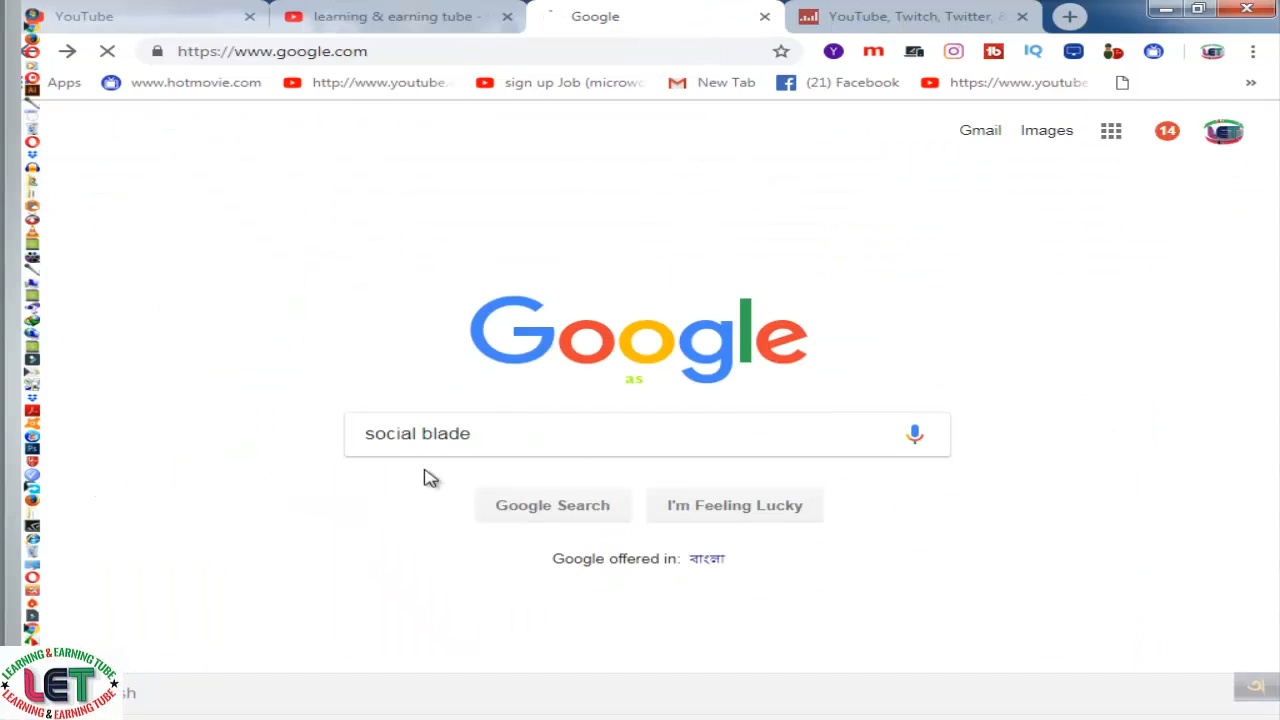 YouTube
learning & earning tube -
Google
YouTube, Twitch, Twitter, &
https://www.google.com
Apps
www.hotmovie.com
http://www.youtube.
sign up Job (microwo
New Tab
(21) Facebook
https://www.youtube
»
Gmail
Images
14
Google
as
social blade
Google Search
I'm Feeling Lucky
Google offered in: বাংলা
LEARNING & EARNING TUBE
LET
LEARNING & EARNING TUBE
sh